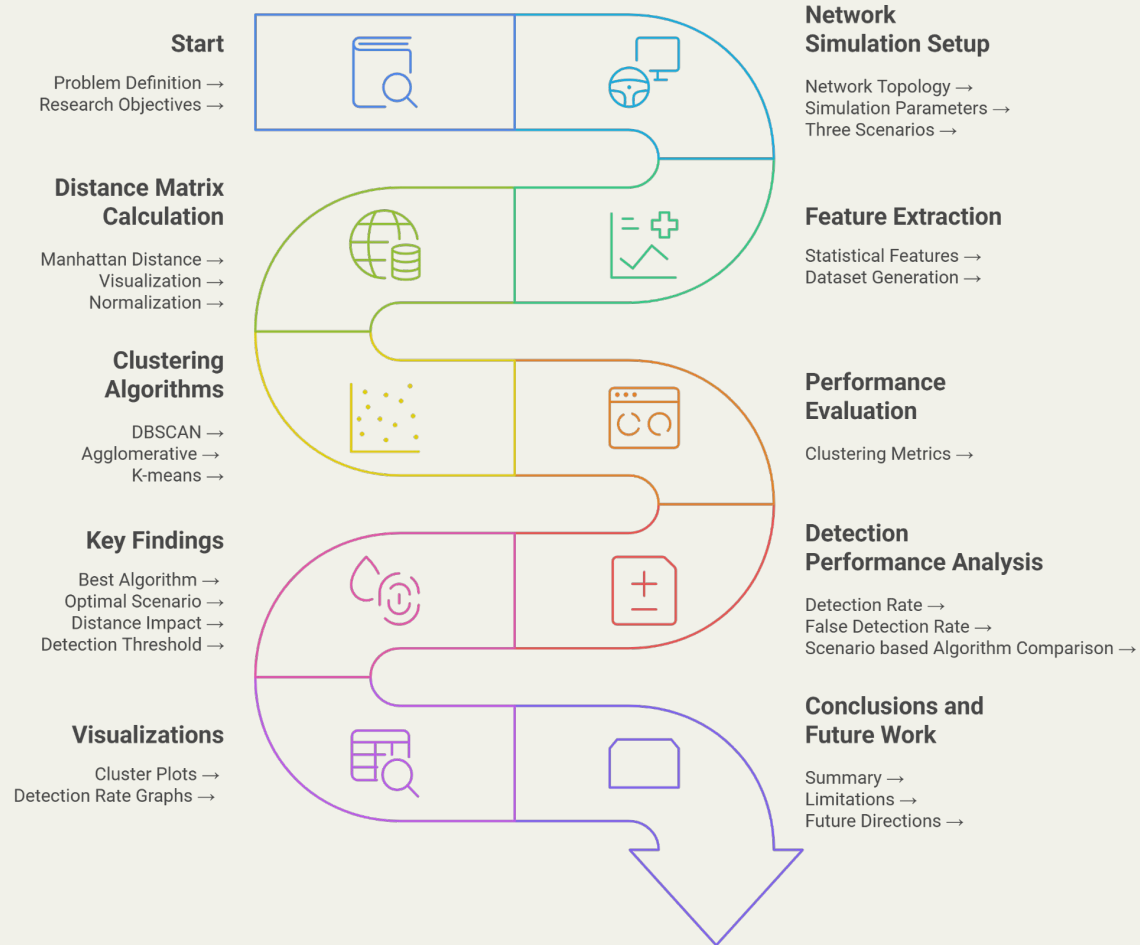 Start
Problem Definition →
Research Objectives →
Network
Simulation Setup
Network Topology →
Simulation Parameters →
Three Scenarios →
Feature Extraction
Statistical Features →
Dataset Generation →
Distance Matrix
Calculation
Manhattan Distance →
Visualization →
Normalization →
Clustering
Algorithms
DBSCAN →
Agglomerative →
K-means →
Performance
Evaluation
Clustering Metrics →
Detection
Performance Analysis
Detection Rate →
False Detection Rate →
Scenario based Algorithm Comparison →
Key Findings
Best Algorithm →
Optimal Scenario →
Distance Impact →
Detection Threshold →
Visualizations
Cluster Plots →
Detection Rate Graphs →
Conclusions and
Future Work
Summary →
Limitations →
Future Directions →